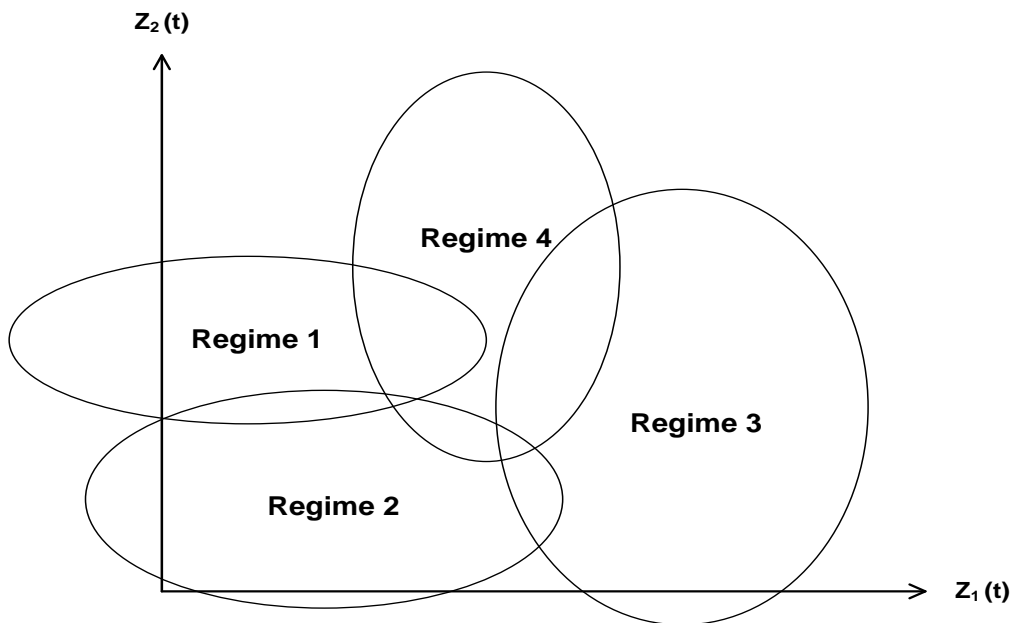 Z₂ (t)
Regime 4
Regime 1
Regime 3
Regime 2
Z₁ (t)